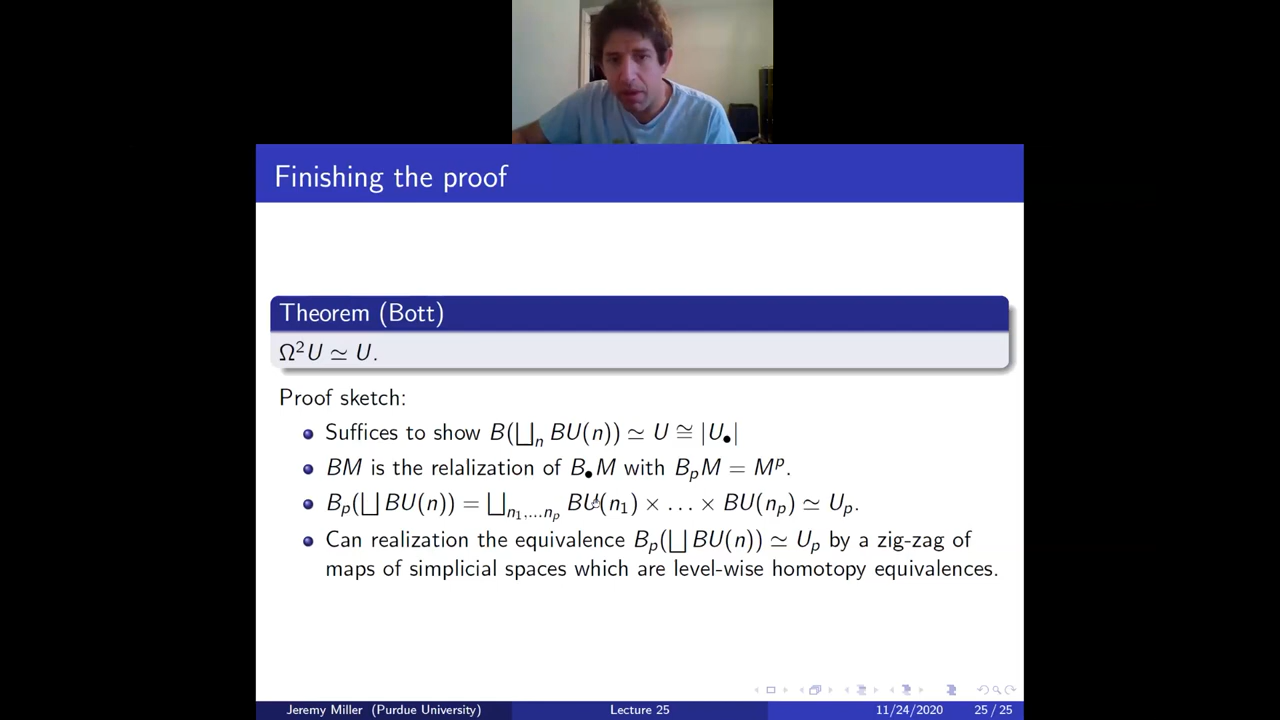 Finishing the proof
Theorem (Bott)
Ω²U ≃ U.
Proof sketch:
Suffices to show B(⨆ₙ BU(n)) ≃ U ≅ |U•|
BM is the relalization of B•M with BₚM = Mᵖ.
Bₚ(⨆ BU(n)) = ⨆_{n₁,...nₚ} BU(n₁) × ... × BU(nₚ) ≃ Uₚ.
Can realization the equivalence Bₚ(⨆ BU(n)) ≃ Uₚ by a zig-zag of
maps of simplicial spaces which are level-wise homotopy equivalences.
Jeremy Miller (Purdue University) Lecture 25 11/24/2020 25 / 25